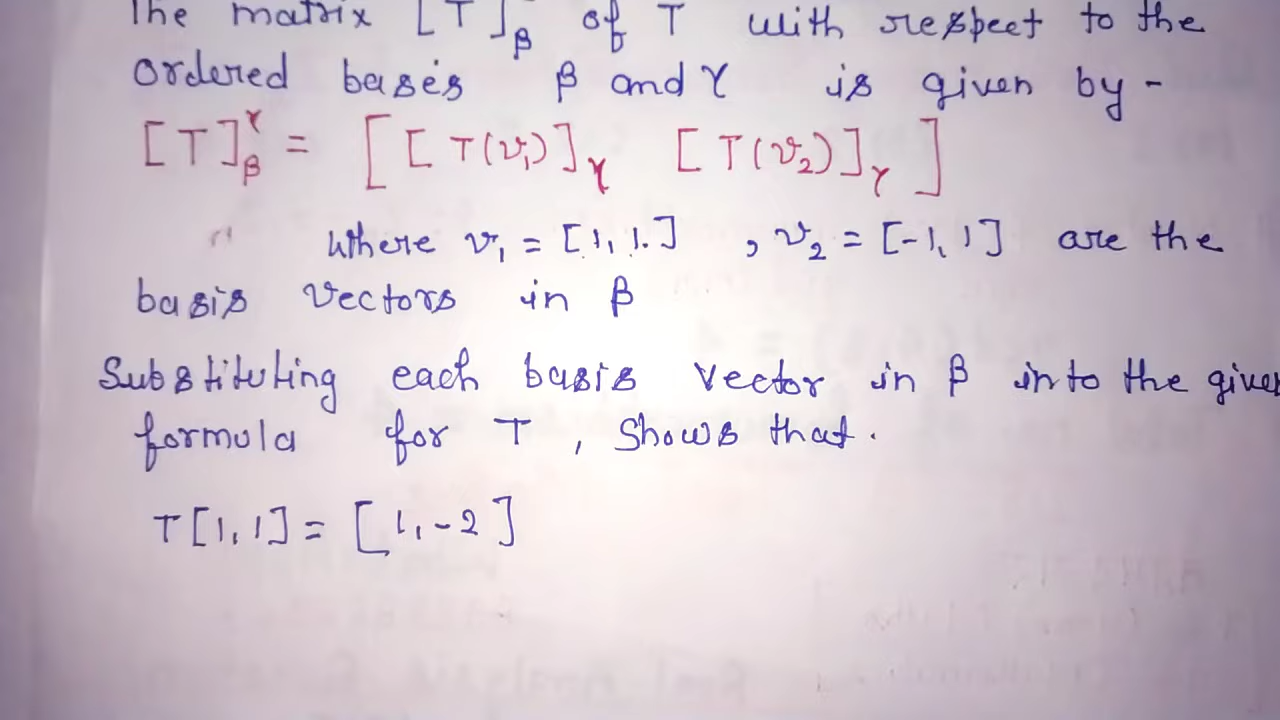 The matrix [T]β of T with respect to the
Ordered basés β and γ is given by -
[T]β^γ = [[T(v1)]γ [T(v2)]γ]
where v1 = [1, 1.] , v2 = [-1, 1] are the
basis vectors in β
Substituting each basis vector in β into the given
formula for T, Shows that.
T[1, 1] = [1, -2]